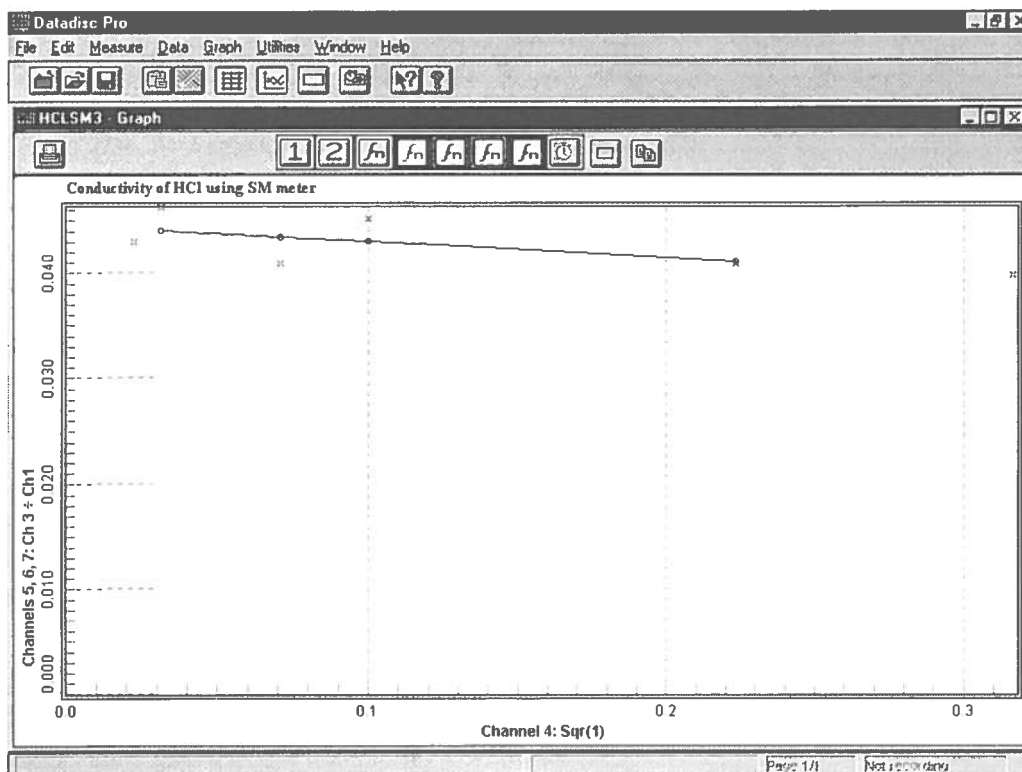 Datadisc Pro
File Edit Measure Data Graph Utilities Window Help
HCLSM3 - Graph
1 2 fn fn fn fn fn
Conductivity of HCl using SM meter
0.040
0.030
0.020
0.010
0.000
Channels 5, 6, 7: Ch 3 ÷ Ch1
0.0 0.1 0.2 0.3
Channel 4: Sqr(1)
Page 1/1 Not recording